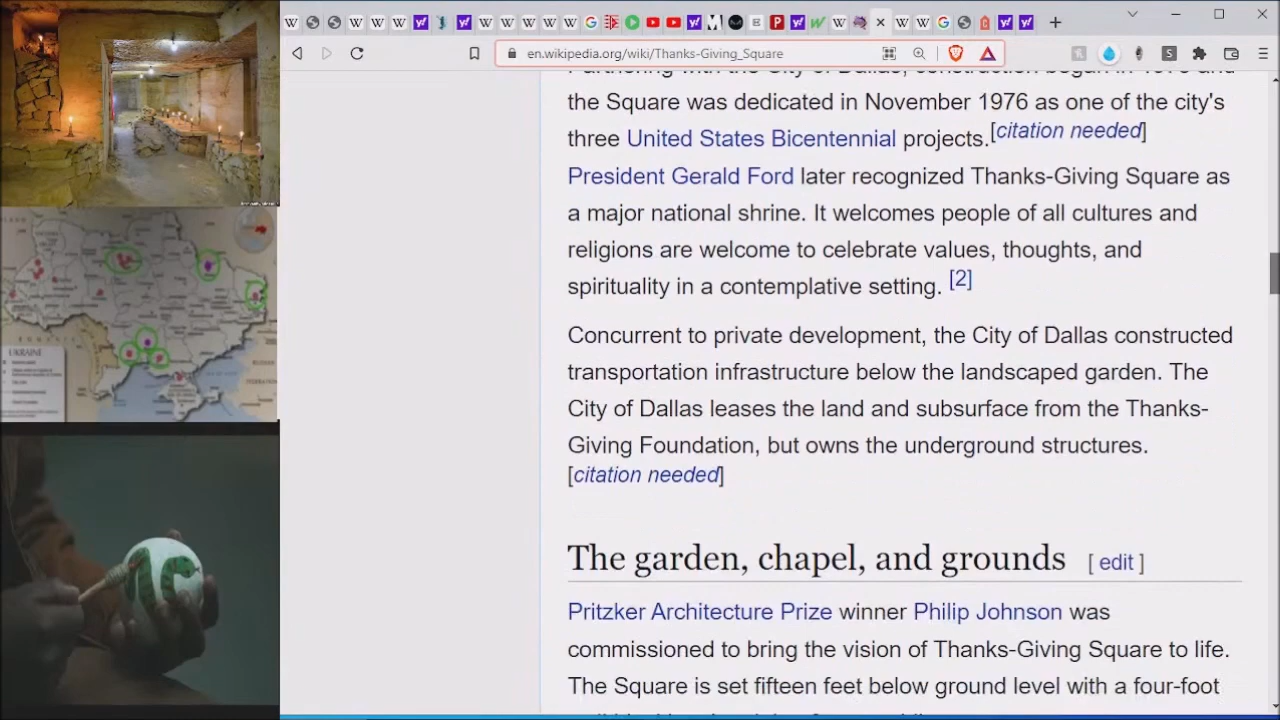 en.wikipedia.org/wiki/Thanks-Giving_Square
the Square was dedicated in November 1976 as one of the city's
three United States Bicentennial projects.[citation needed]
President Gerald Ford later recognized Thanks-Giving Square as
a major national shrine. It welcomes people of all cultures and
religions are welcome to celebrate values, thoughts, and
spirituality in a contemplative setting. [2]
Concurrent to private development, the City of Dallas constructed
transportation infrastructure below the landscaped garden. The
City of Dallas leases the land and subsurface from the Thanks-
Giving Foundation, but owns the underground structures.
[citation needed]
The garden, chapel, and grounds [ edit ]
Pritzker Architecture Prize winner Philip Johnson was
commissioned to bring the vision of Thanks-Giving Square to life.
The Square is set fifteen feet below ground level with a four-foot
UKRAINE